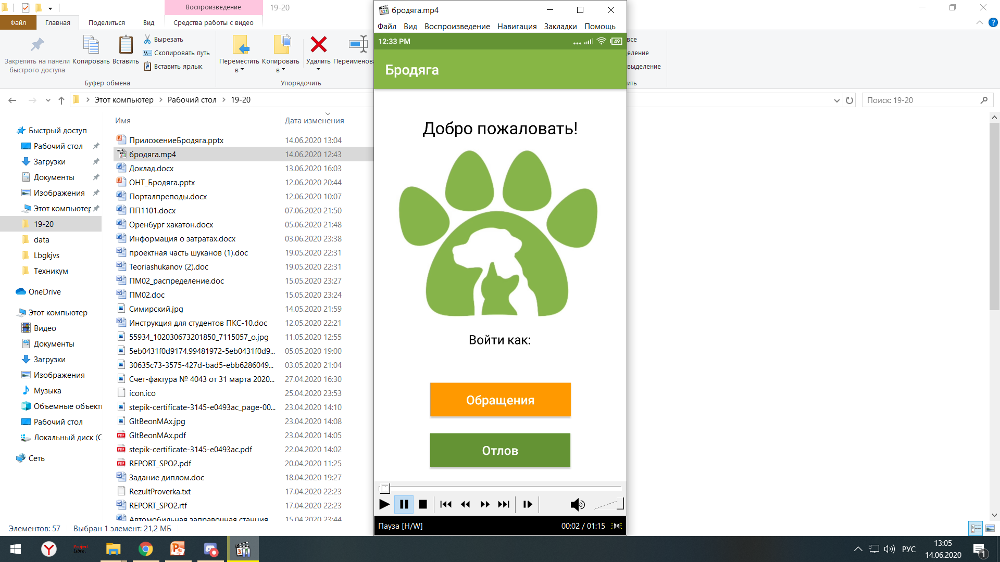 Воспроизведение
19-20
Файл
Главная
Поделиться
Вид
Средства работы с видео
Закрепить на панели быстрого доступа
Копировать
Вставить
Вырезать
Скопировать путь
Вставить ярлык
Буфер обмена
Переместить в
Копировать в
Удалить
Переименова
Упорядочить
все
еление
выделение
ить
Этот компьютер
Рабочий стол
19-20
Поиск: 19-20
Быстрый доступ
Рабочий стол
Загрузки
Документы
Изображения
Этот компьютер
19-20
data
Lbgkjvs
Техникум
OneDrive
Этот компьютер
Видео
Документы
Загрузки
Изображения
Музыка
Объемные объект
Рабочий стол
Локальный диск (C
Сеть
Имя
Дата изменения
ПриложениеБродяга.pptx 14.06.2020 13:04
бродяга.mp4 14.06.2020 12:43
Доклад.docx 13.06.2020 16:03
ОНТ_Бродяга.pptx 12.06.2020 20:44
Порталпреподы.docx 12.06.2020 10:07
ПП1101.docx 07.06.2020 21:50
Оренбург хакатон.docx 05.06.2020 21:48
Информация о затратах.docx 03.06.2020 23:38
проектная часть шуканов (1).doc 19.05.2020 22:31
Teoriashukanov (2).doc 19.05.2020 22:31
ПМ02_распределение.doc 15.05.2020 23:27
ПМ02.doc 15.05.2020 23:24
Симирский.jpg 14.05.2020 21:59
Инструкция для студентов ПКС-10.doc 12.05.2020 22:21
55934_102030673201850_7115057_o.jpg 11.05.2020 12:55
5eb0431f0d9174.99481972-5eb0431f0d9... 05.05.2020 19:00
30635c73-3575-427d-bad5-ebb6286049... 03.05.2020 21:04
Счет-фактура № 4043 от 31 марта 2020... 27.04.2020 16:30
icon.ico 25.04.2020 23:53
stepik-certificate-3145-e0493ac_page-00... 23.04.2020 14:10
GItBeonMAx.jpg 23.04.2020 14:08
GItBeonMAx.pdf 23.04.2020 14:05
stepik-certificate-3145-e0493ac.pdf 22.04.2020 14:02
REPORT_SPO2.pdf 20.04.2020 11:25
Задание диплом.doc 18.04.2020 19:27
RezultProverka.txt 17.04.2020 22:23
REPORT_SPO2.rtf 17.04.2020 22:23
Автомобильная заправочная станция 15.04.2020 23:44
Элементов: 57
Выбран 1 элемент: 21,2 МБ
бродяга.mp4
Файл Вид Воспроизведение Навигация Закладки Помощь
12:33 PM
49
Бродяга
Добро пожаловать!
Войти как:
Обращения
Отлов
Пауза [H/W]
00:02 / 01:15
Project
Libre
РУС
13:05
14.06.2020
1